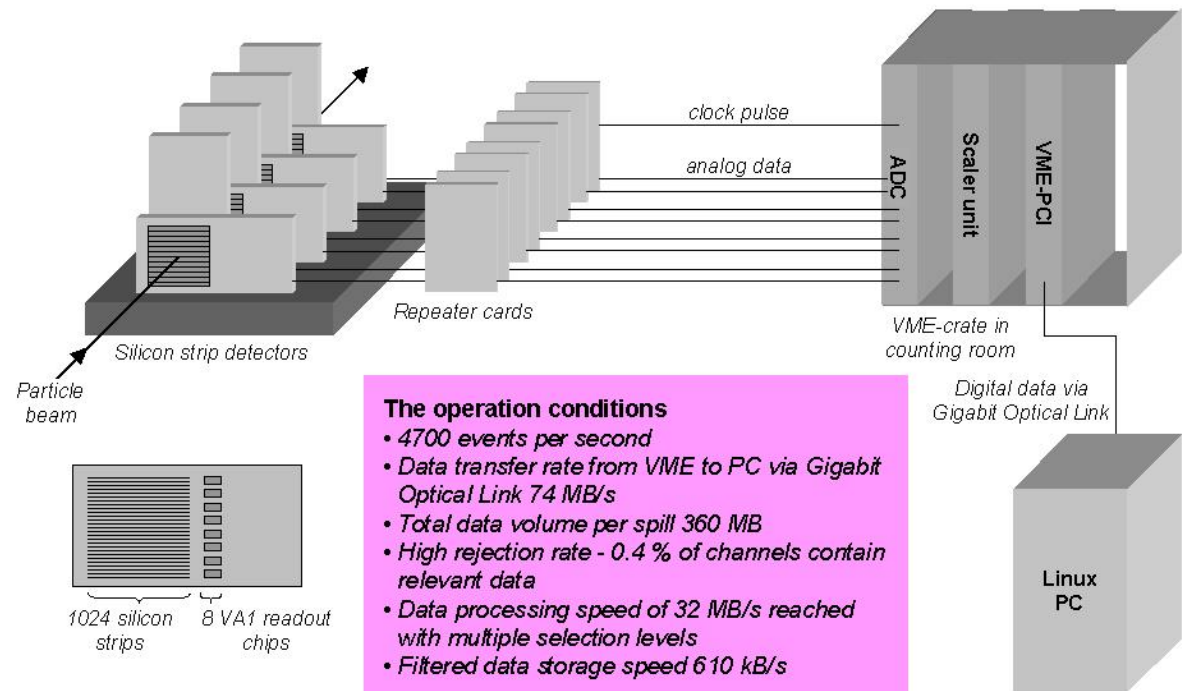 clock pulse
analog data
ADC
Scaler unit
VME-PCI
Repeater cards
Silicon strip detectors
Particle
beam
VME-crate in
counting room
Digital data via
Gigabit Optical Link
The operation conditions
• 4700 events per second
• Data transfer rate from VME to PC via Gigabit
Optical Link 74 MB/s
• Total data volume per spill 360 MB
• High rejection rate - 0.4 % of channels contain
relevant data
• Data processing speed of 32 MB/s reached
with multiple selection levels
• Filtered data storage speed 610 kB/s
1024 silicon
strips
8 VA1 readout
chips
Linux
PC